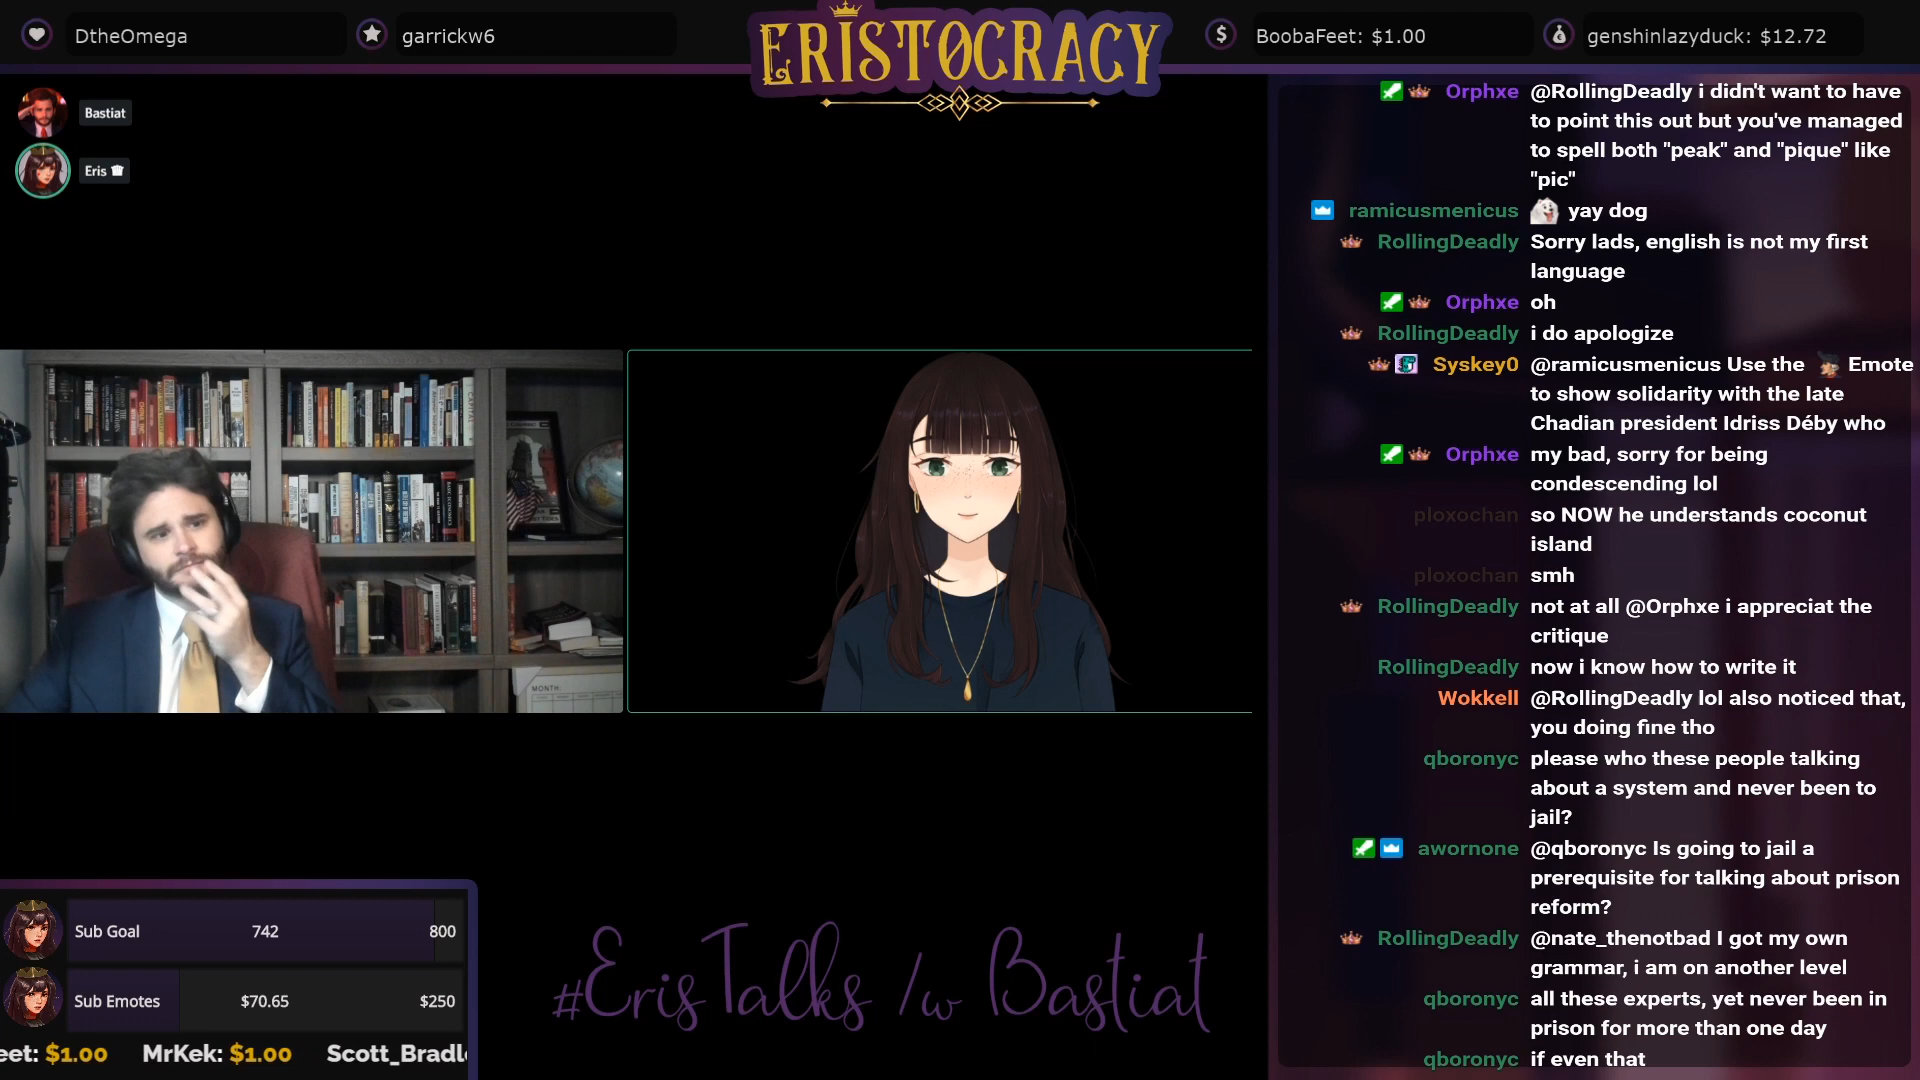 DtheOmega
garrickw6
ERISTOCRACY
BoobaFeet: $1.00
genshinlazyduck: $12.72
Bastiat
Eris
MONTH:
Sub Goal 742 800
Sub Emotes $70.65 $250
eet: $1.00 MrKek: $1.00 Scott_Bradl
#ErisTalks /w Bastiat
Orphxe @RollingDeadly i didn't want to have
to point this out but you've managed
to spell both "peak" and "pique" like
"pic"
ramicusmenicus yay dog
RollingDeadly Sorry lads, english is not my first
language
Orphxe oh
RollingDeadly i do apologize
Syskey0 @ramicusmenicus Use the Emote
to show solidarity with the late
Chadian president Idriss Déby who
Orphxe my bad, sorry for being
condescending lol
ploxochan so NOW he understands coconut
island
ploxochan smh
RollingDeadly not at all @Orphxe i appreciat the
critique
RollingDeadly now i know how to write it
Wokkell @RollingDeadly lol also noticed that,
you doing fine tho
qboronyc please who these people talking
about a system and never been to
jail?
awornone @qboronyc Is going to jail a
prerequisite for talking about prison
reform?
RollingDeadly @nate_thenotbad I got my own
grammar, i am on another level
qboronyc all these experts, yet never been in
prison for more than one day
qboronyc if even that